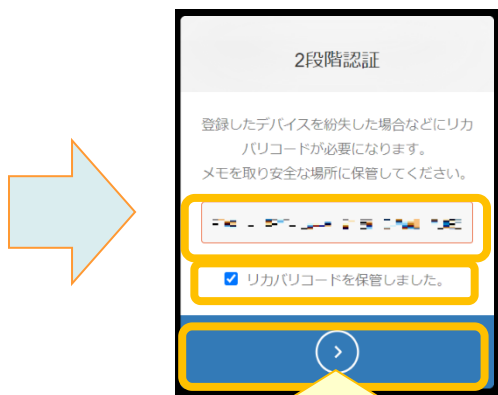 2段階認証
登録したデバイスを紛失した場合などにリカ
バリコードが必要になります。
メモを取り安全な場所に保管してください。
リカバリコードを保管しました。